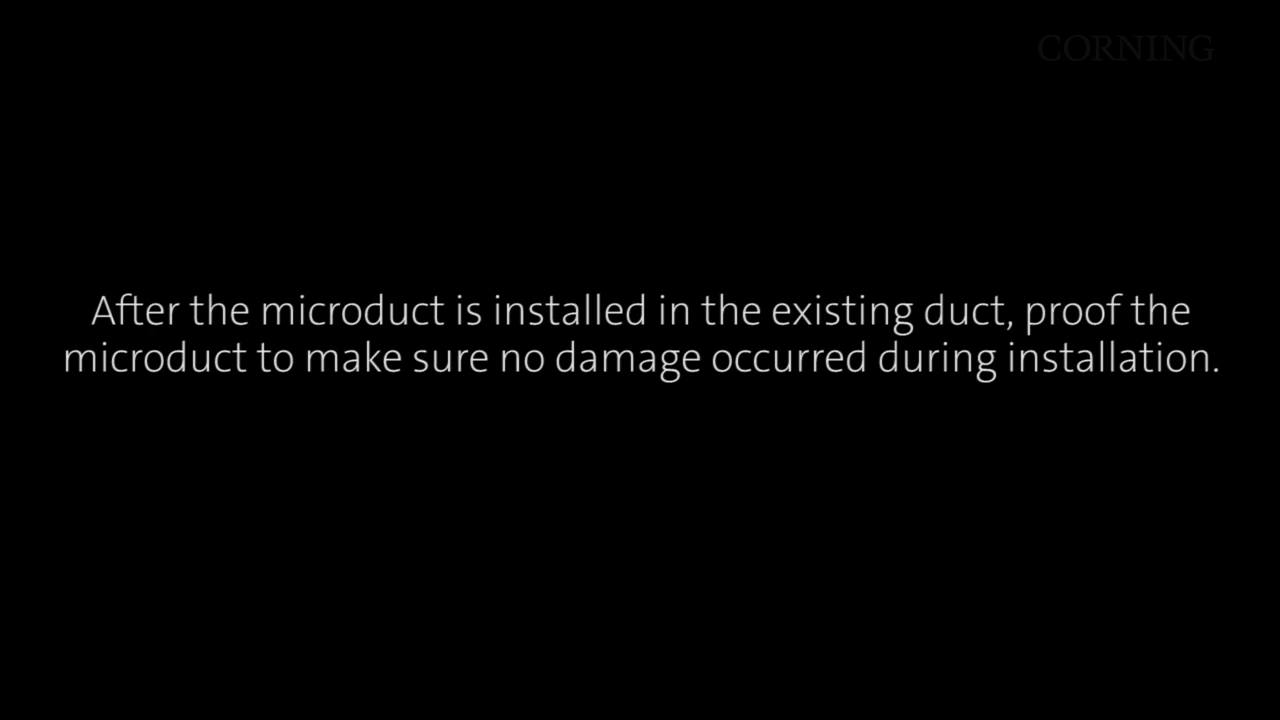 CORNING
After the microduct is installed in the existing duct, proof the
microduct to make sure no damage occurred during installation.